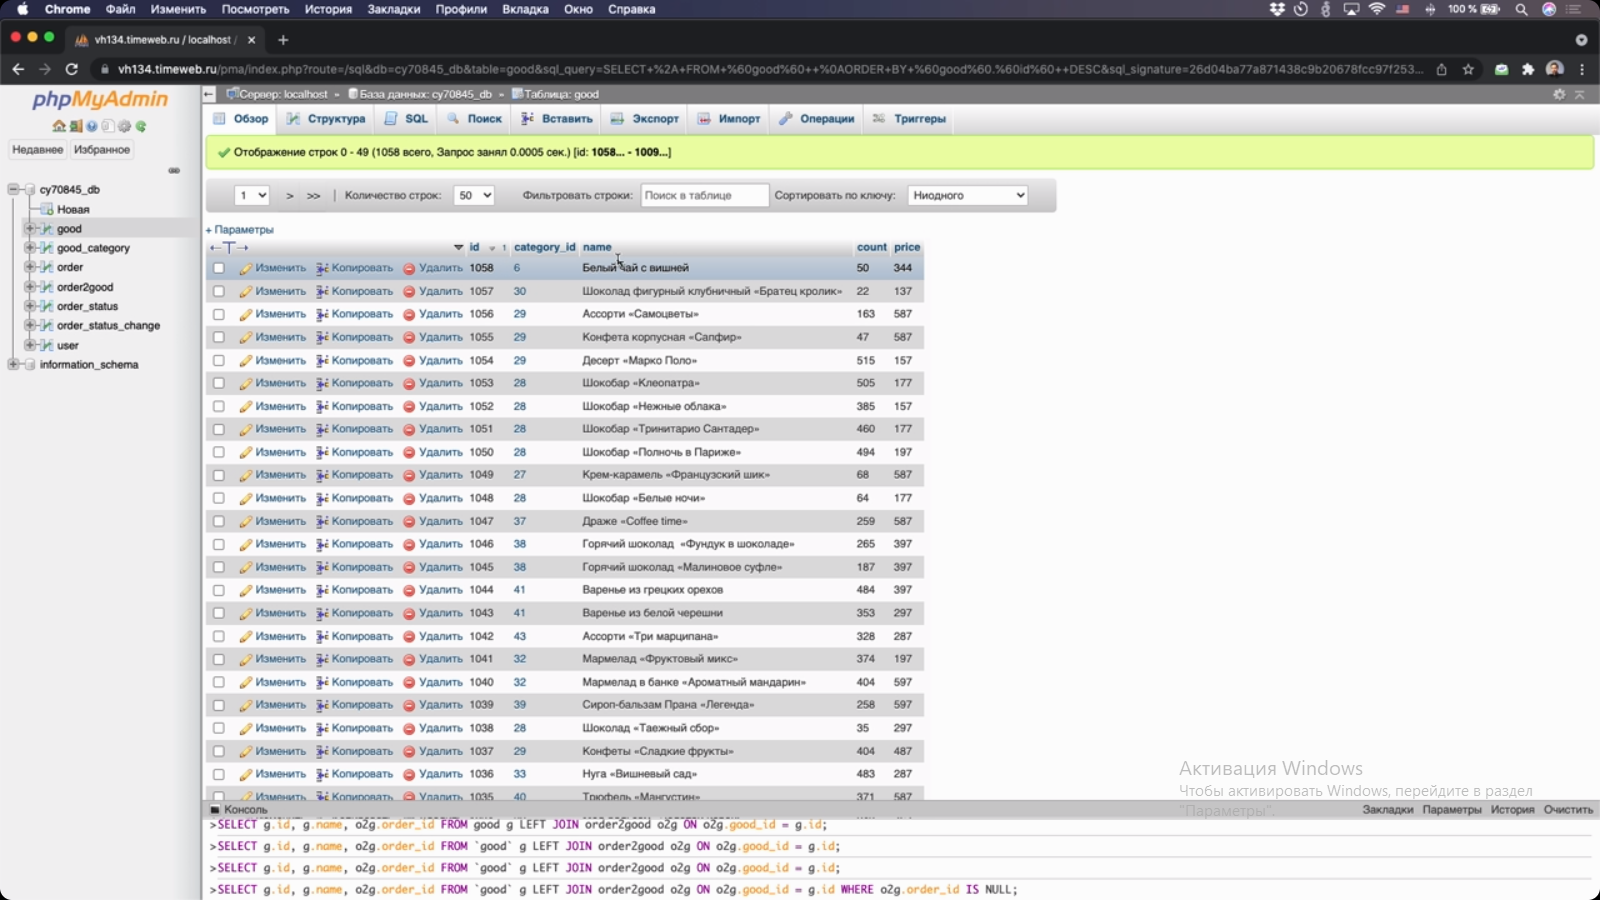 Chrome Файл Изменить Посмотреть История Закладки Профили Вкладка Окно Справка 100 %
vh134.timeweb.ru / localhost /
vh134.timeweb.ru/pma/index.php?route=/sql&db=cy70845_db&table=good&sql_query=SELECT+%2A+FROM+%60good%60++%0AORDER+BY+%60good%60.%60id%60++DESC&sql_signature=26d04ba77a871438c9b20678fcc97f253...
phpMyAdmin
Недавнее Избранное
cy70845_db
Новая
good
good_category
order
order2good
order_status
order_status_change
user
information_schema
Сервер: localhost » База данных: cy70845_db » Таблица: good
Обзор Структура SQL Поиск Вставить Экспорт Импорт Операции Триггеры
Отображение строк 0 - 49 (1058 всего, Запрос занял 0.0005 сек.) [id: 1058... - 1009...]
1 > >> | Количество строк: 50 Фильтровать строки: Поиск в таблице Сортировать по ключу: Ниодного
+ Параметры
←T→ id 1 category_id name count price
Изменить Копировать Удалить 1058 6 Белый чай с вишней 50 344
Изменить Копировать Удалить 1057 30 Шоколад фигурный клубничный «Братец кролик» 22 137
Изменить Копировать Удалить 1056 29 Ассорти «Самоцветы» 163 587
Изменить Копировать Удалить 1055 29 Конфета корпусная «Сапфир» 47 587
Изменить Копировать Удалить 1054 29 Десерт «Марко Поло» 515 157
Изменить Копировать Удалить 1053 28 Шокобар «Клеопатра» 505 177
Изменить Копировать Удалить 1052 28 Шокобар «Нежные облака» 385 157
Изменить Копировать Удалить 1051 28 Шокобар «Тринитарио Сантадер» 460 177
Изменить Копировать Удалить 1050 28 Шокобар «Полночь в Париже» 494 197
Изменить Копировать Удалить 1049 27 Крем-карамель «Французский шик» 68 587
Изменить Копировать Удалить 1048 28 Шокобар «Белые ночи» 64 177
Изменить Копировать Удалить 1047 37 Драже «Coffee time» 259 587
Изменить Копировать Удалить 1046 38 Горячий шоколад «Фундук в шоколаде» 265 397
Изменить Копировать Удалить 1045 38 Горячий шоколад «Малиновое суфле» 187 397
Изменить Копировать Удалить 1044 41 Варенье из грецких орехов 484 397
Изменить Копировать Удалить 1043 41 Варенье из белой черешни 353 297
Изменить Копировать Удалить 1042 43 Ассорти «Три марципана» 328 287
Изменить Копировать Удалить 1041 32 Мармелад «Фруктовый микс» 374 197
Изменить Копировать Удалить 1040 32 Мармелад в банке «Ароматный мандарин» 404 597
Изменить Копировать Удалить 1039 39 Сироп-бальзам Прана «Легенда» 258 597
Изменить Копировать Удалить 1038 28 Шоколад «Таежный сбор» 35 297
Изменить Копировать Удалить 1037 29 Конфеты «Сладкие фрукты» 404 487
Изменить Копировать Удалить 1036 33 Нуга «Вишневый сад» 483 287
Изменить Копировать Удалить 1035 40 Трюфель «Мангустин» 371 587
Активация Windows
Чтобы активировать Windows, перейдите в раздел
"Параметры".
Консоль Закладки Параметры История Очистить
>SELECT g.id, g.name, o2g.order_id FROM good g LEFT JOIN order2good o2g ON o2g.good_id = g.id;
>SELECT g.id, g.name, o2g.order_id FROM `good` g LEFT JOIN order2good o2g ON o2g.good_id = g.id;
>SELECT g.id, g.name, o2g.order_id FROM `good` g LEFT JOIN order2good o2g ON o2g.good_id = g.id;
>SELECT g.id, g.name, o2g.order_id FROM `good` g LEFT JOIN order2good o2g ON o2g.good_id = g.id WHERE o2g.order_id IS NULL;